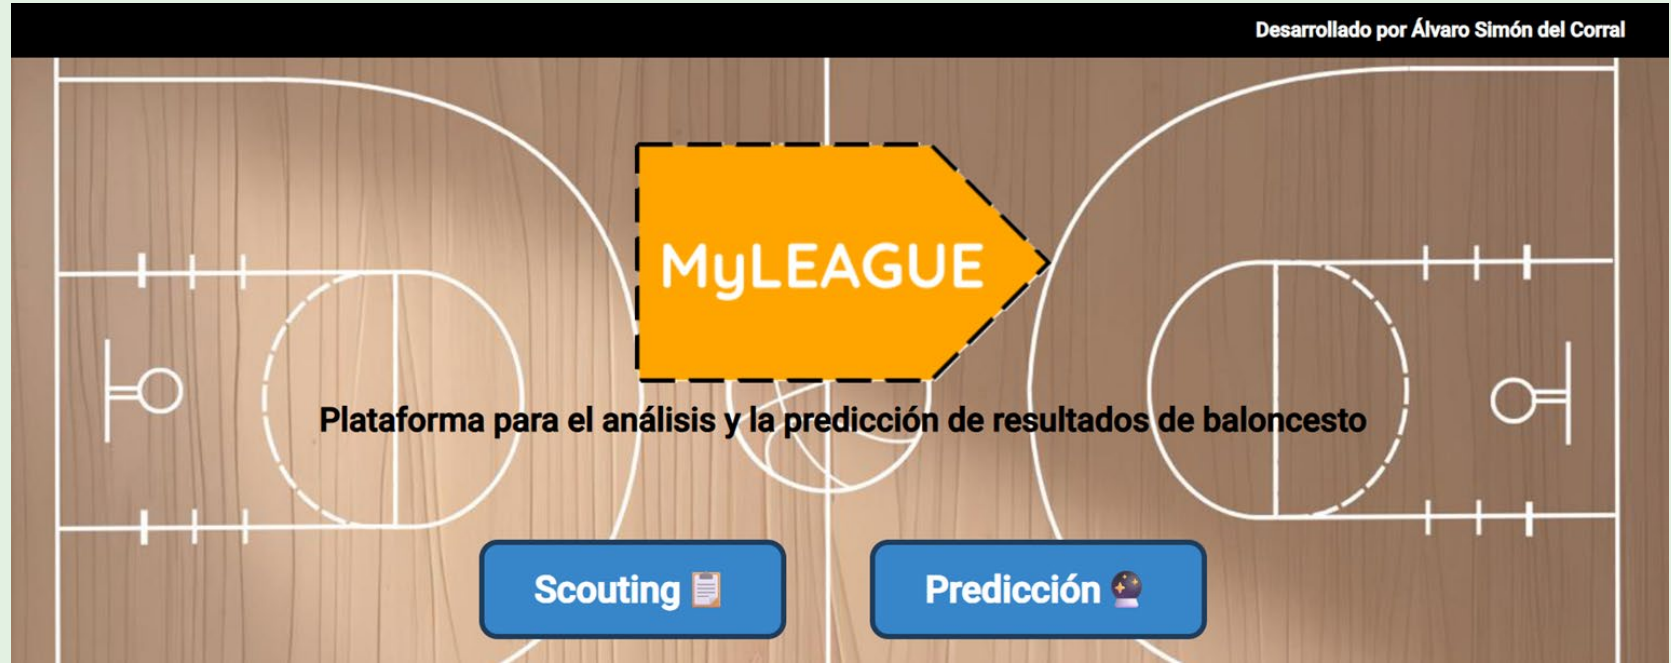 Desarrollado por Álvaro Simón del Corral
MyLEAGUE
Plataforma para el análisis y la predicción de resultados de baloncesto
Scouting 📋
Predicción 🔮